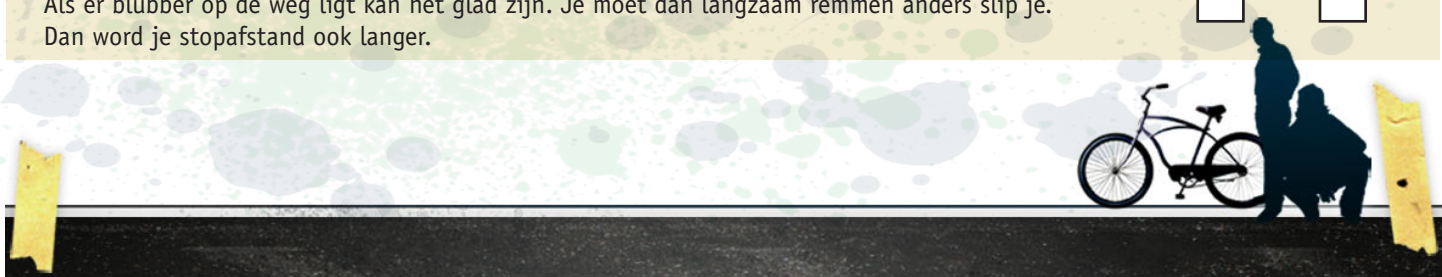 Als er blubber op de weg ligt kan het glad zijn. Je moet dan langzaam remmen anders slip je.
Dan word je stopafstand ook langer.